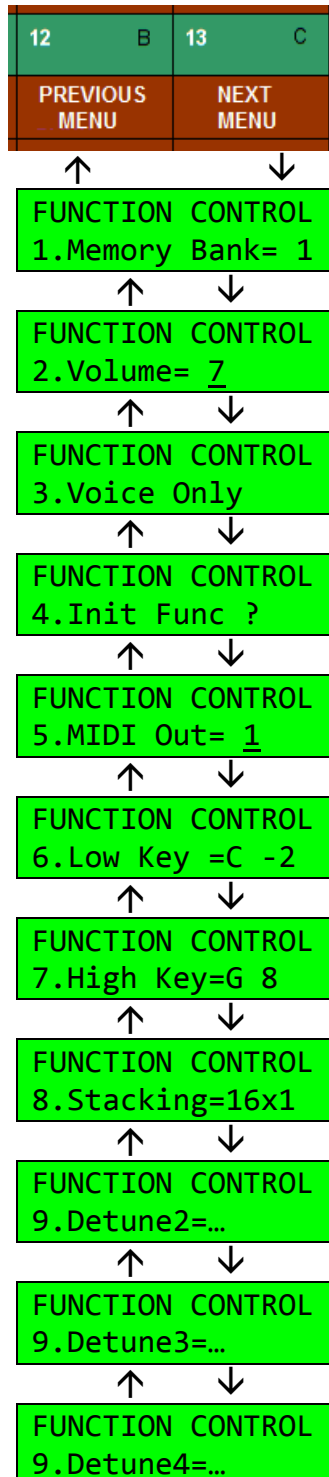 12 B 13 C
PREVIOUS NEXT
MENU MENU
↑ ↓
FUNCTION CONTROL
1.Memory Bank= 1
↑ ↓
FUNCTION CONTROL
2.Volume= 7
↑ ↓
FUNCTION CONTROL
3.Voice Only
↑ ↓
FUNCTION CONTROL
4.Init Func ?
↑ ↓
FUNCTION CONTROL
5.MIDI Out= 1
↑ ↓
FUNCTION CONTROL
6.Low Key =C -2
↑ ↓
FUNCTION CONTROL
7.High Key=G 8
↑ ↓
FUNCTION CONTROL
8.Stacking=16x1
↑ ↓
FUNCTION CONTROL
9.Detune2=…
↑ ↓
FUNCTION CONTROL
9.Detune3=…
↑ ↓
FUNCTION CONTROL
9.Detune4=…